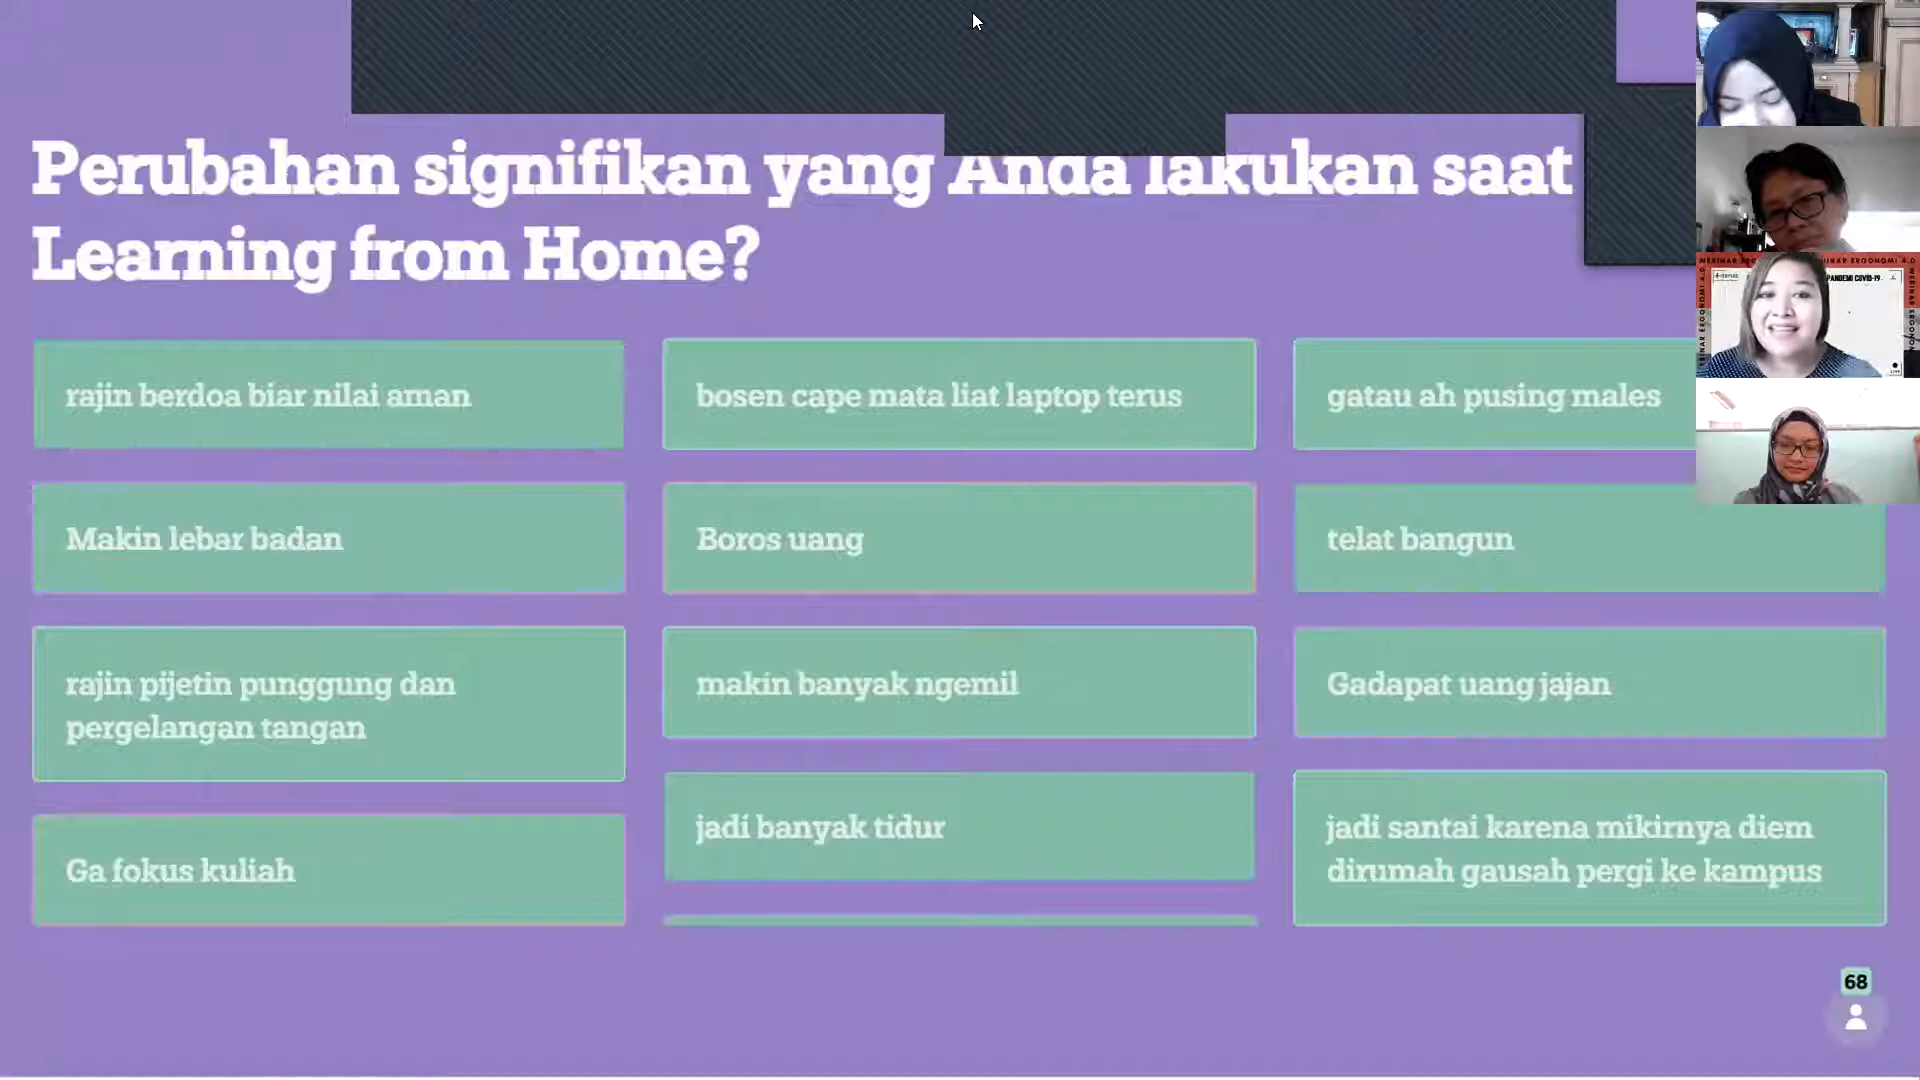 Perubahan signifikan yang Anda lakukan saat
Learning from Home?
rajin berdoa biar nilai aman
bosen cape mata liat laptop terus
gatau ah pusing males
Makin lebar badan
Boros uang
telat bangun
rajin pijetin punggung dan
pergelangan tangan
makin banyak ngemil
Gadapat uang jajan
jadi banyak tidur
jadi santai karena mikirnya diem
dirumah gausah pergi ke kampus
Ga fokus kuliah
68
PANDEMI COVID-19